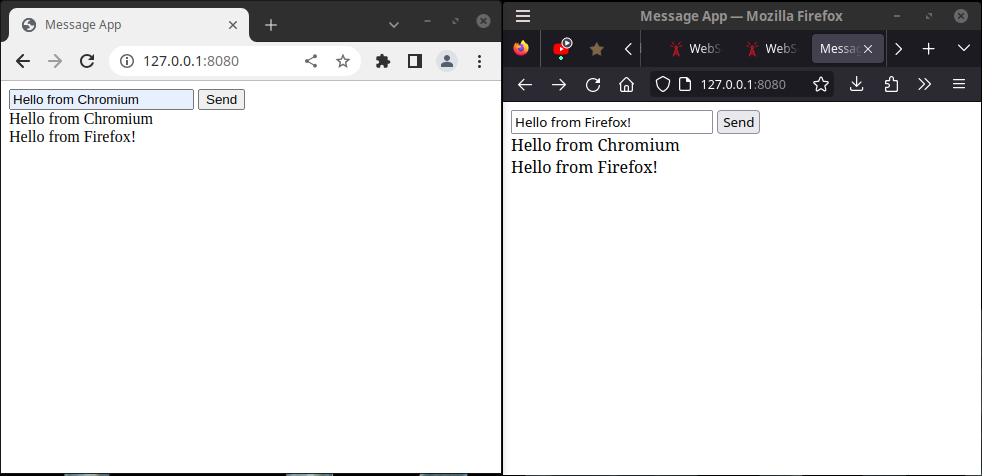 Message App
127.0.0.1:8080
Hello from Chromium
Send
Hello from Chromium
Hello from Firefox!
Message App — Mozilla Firefox
WebS
WebS
Messag
127.0.0.1:8080
Hello from Firefox!
Send
Hello from Chromium
Hello from Firefox!